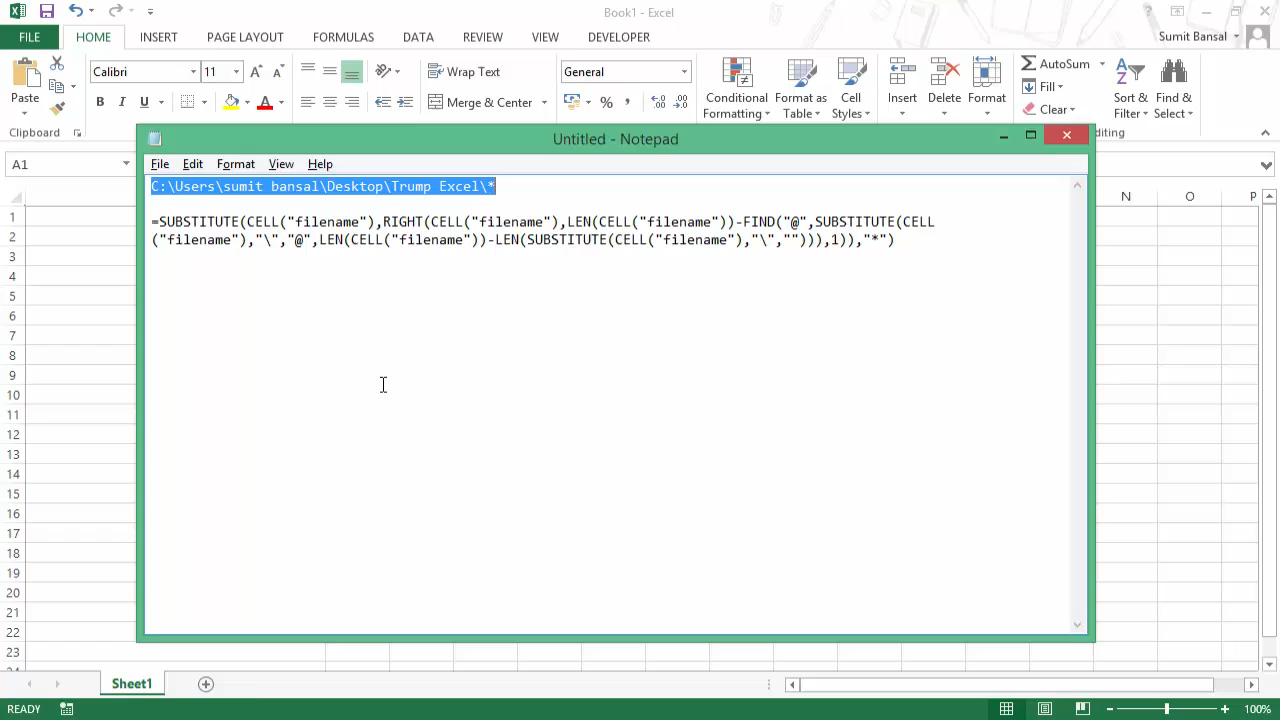 Book1 - Excel
FILE HOME INSERT PAGE LAYOUT FORMULAS DATA REVIEW VIEW DEVELOPER Sumit Bansal
Calibri 11 Wrap Text General AutoSum
Paste B I U Merge & Center % , Conditional Formatting Format as Table Cell Styles Insert Delete Format Fill Clear Sort & Filter Find & Select
Clipboard diting
Untitled - Notepad
A1
File Edit Format View Help
C:\Users\sumit bansal\Desktop\Trump Excel\*
=SUBSTITUTE(CELL("filename"),RIGHT(CELL("filename"),LEN(CELL("filename"))-FIND("@",SUBSTITUTE(CELL
("filename"),"\","@",LEN(CELL("filename"))-LEN(SUBSTITUTE(CELL("filename"),"\",""))),1)),"*")
N O P
1
2
3
4
5
6
7
8
9
10
11
12
13
14
15
16
17
18
19
20
21
22
23
Sheet1
READY 100%